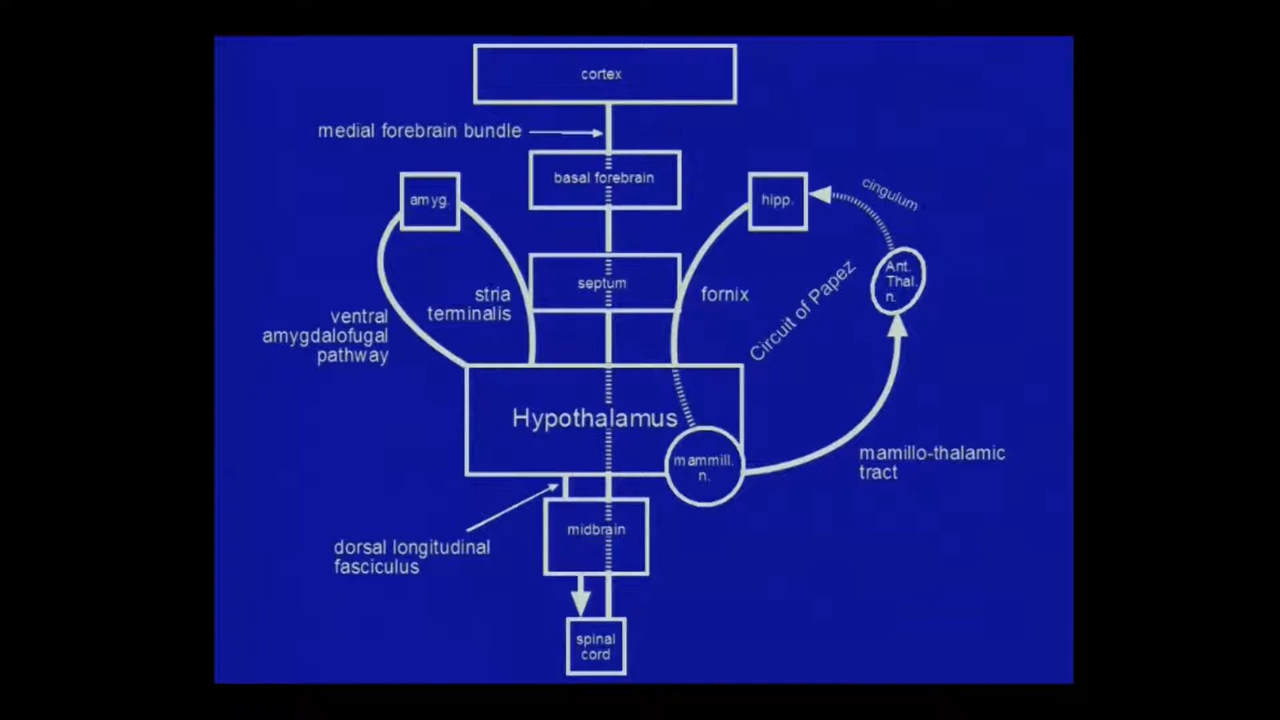 cortex
medial forebrain bundle
basal forebrain
amyg.
hipp.
cingulum
septum
Ant.
Thal.
n.
stria
terminalis
fornix
Circuit of Papez
ventral
amygdalofugal
pathway
Hypothalamus
mammill.
n.
mamillo-thalamic
tract
midbrain
dorsal longitudinal
fasciculus
spinal
cord